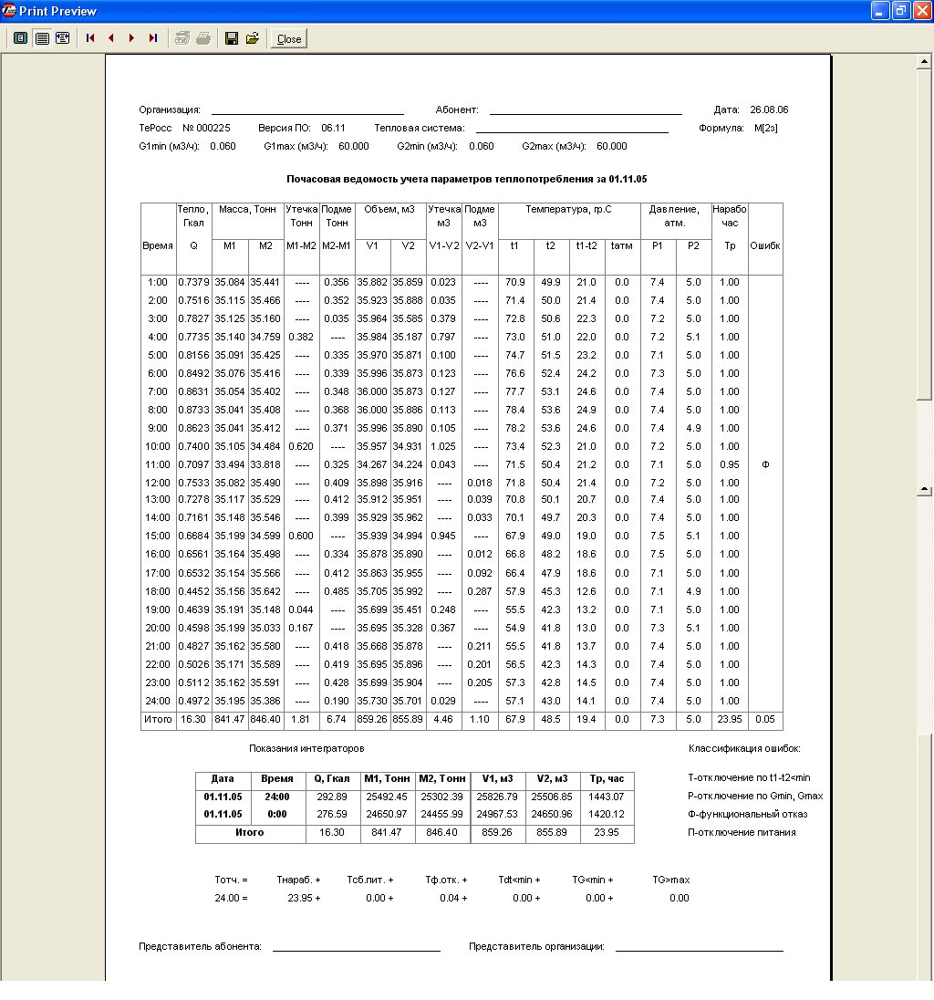 Print Preview
Close
Организация: Абонент: Дата: 26.08.06
ТеРосс № 000225 Версия ПО: 06.11 Тепловая система: Формула: М[2з]
G1min (м3/ч): 0.060 G1max (м3/ч): 60.000 G2min (м3/ч): 0.060 G2max (м3/ч): 60.000
Почасовая ведомость учета параметров теплопотребления за 01.11.05
Тепло, Масса, Тонн Утечка Подме Объем, м3 Утечка Подме Температура, гр.С Давление, Нарабо
Гкал Тонн Тонн м3 м3 атм. час
Время Q M1 M2 M1-M2 M2-M1 V1 V2 V1-V2 V2-V1 t1 t2 t1-t2 tатм P1 P2 Тр Ошибк
1:00 0.7379 35.084 35.441 ---- 0.356 35.882 35.859 0.023 ---- 70.9 49.9 21.0 0.0 7.4 5.0 1.00
2:00 0.7516 35.115 35.466 ---- 0.352 35.923 35.888 0.035 ---- 71.4 50.0 21.4 0.0 7.4 5.0 1.00
3:00 0.7827 35.125 35.160 ---- 0.035 35.964 35.585 0.379 ---- 72.8 50.6 22.3 0.0 7.2 5.0 1.00
4:00 0.7735 35.140 34.759 0.382 ---- 35.984 35.187 0.797 ---- 73.0 51.0 22.0 0.0 7.2 5.1 1.00
5:00 0.8156 35.091 35.425 ---- 0.335 35.970 35.871 0.100 ---- 74.7 51.5 23.2 0.0 7.1 5.0 1.00
6:00 0.8492 35.076 35.416 ---- 0.339 35.996 35.873 0.123 ---- 76.6 52.4 24.2 0.0 7.3 5.0 1.00
7:00 0.8631 35.054 35.402 ---- 0.348 36.000 35.873 0.127 ---- 77.7 53.1 24.6 0.0 7.4 5.0 1.00
8:00 0.8733 35.041 35.408 ---- 0.368 36.000 35.886 0.113 ---- 78.4 53.6 24.9 0.0 7.4 5.0 1.00
9:00 0.8623 35.041 35.412 ---- 0.371 35.996 35.890 0.105 ---- 78.2 53.6 24.6 0.0 7.4 4.9 1.00
10:00 0.7400 35.105 34.484 0.620 ---- 35.957 34.931 1.025 ---- 73.4 52.3 21.0 0.0 7.2 5.0 1.00
11:00 0.7097 33.494 33.818 ---- 0.325 34.267 34.224 0.043 ---- 71.5 50.4 21.2 0.0 7.1 5.0 0.95 Ф
12:00 0.7533 35.082 35.490 ---- 0.409 35.898 35.916 ---- 0.018 71.8 50.4 21.4 0.0 7.2 5.0 1.00
13:00 0.7278 35.117 35.529 ---- 0.412 35.912 35.951 ---- 0.039 70.8 50.1 20.7 0.0 7.4 5.0 1.00
14:00 0.7161 35.148 35.546 ---- 0.399 35.929 35.962 ---- 0.033 70.1 49.7 20.3 0.0 7.4 5.0 1.00
15:00 0.6684 35.199 34.599 0.600 ---- 35.939 34.994 0.945 ---- 67.9 49.0 19.0 0.0 7.5 5.1 1.00
16:00 0.6561 35.164 35.498 ---- 0.334 35.878 35.890 ---- 0.012 66.8 48.2 18.6 0.0 7.5 5.0 1.00
17:00 0.6532 35.154 35.566 ---- 0.412 35.863 35.955 ---- 0.092 66.4 47.9 18.6 0.0 7.1 5.0 1.00
18:00 0.4452 35.156 35.642 ---- 0.485 35.705 35.992 ---- 0.287 57.9 45.3 12.6 0.0 7.1 4.9 1.00
19:00 0.4639 35.191 35.148 0.044 ---- 35.699 35.451 0.248 ---- 55.5 42.3 13.2 0.0 7.1 5.0 1.00
20:00 0.4598 35.199 35.033 0.167 ---- 35.695 35.328 0.367 ---- 54.9 41.8 13.0 0.0 7.3 5.1 1.00
21:00 0.4827 35.162 35.580 ---- 0.418 35.668 35.878 ---- 0.211 55.5 41.8 13.7 0.0 7.4 5.0 1.00
22:00 0.5026 35.171 35.589 ---- 0.419 35.695 35.896 ---- 0.201 56.5 42.3 14.3 0.0 7.4 5.0 1.00
23:00 0.5112 35.162 35.591 ---- 0.428 35.699 35.904 ---- 0.205 57.3 42.8 14.5 0.0 7.4 5.0 1.00
24:00 0.4972 35.195 35.386 ---- 0.190 35.730 35.701 0.029 ---- 57.1 43.0 14.1 0.0 7.4 5.0 1.00
Итого 16.30 841.47 846.40 1.81 6.74 859.26 855.89 4.46 1.10 67.9 48.5 19.4 0.0 7.3 5.0 23.95 0.05
Показания интеграторов Классификация ошибок:
Дата Время Q, Гкал M1, Тонн M2, Тонн V1, м3 V2, м3 Тр, час Т-отключение по t1-t2<min
01.11.05 24:00 292.89 25492.45 25302.39 25826.79 25506.85 1443.07 Р-отключение по Gmin, Gmax
01.11.05 0:00 276.59 24650.97 24455.99 24967.53 24650.96 1420.12 Ф-функциональный отказ
Итого 16.30 841.47 846.40 859.26 855.89 23.95 П-отключение питания
Тотч. = Тнараб. + Тсб.пит. + Тф.отк. + Тdt<min + ТG<min + ТG>max
24.00 = 23.95 + 0.00 + 0.04 + 0.00 + 0.00 + 0.00
Представитель абонента: Представитель организации: